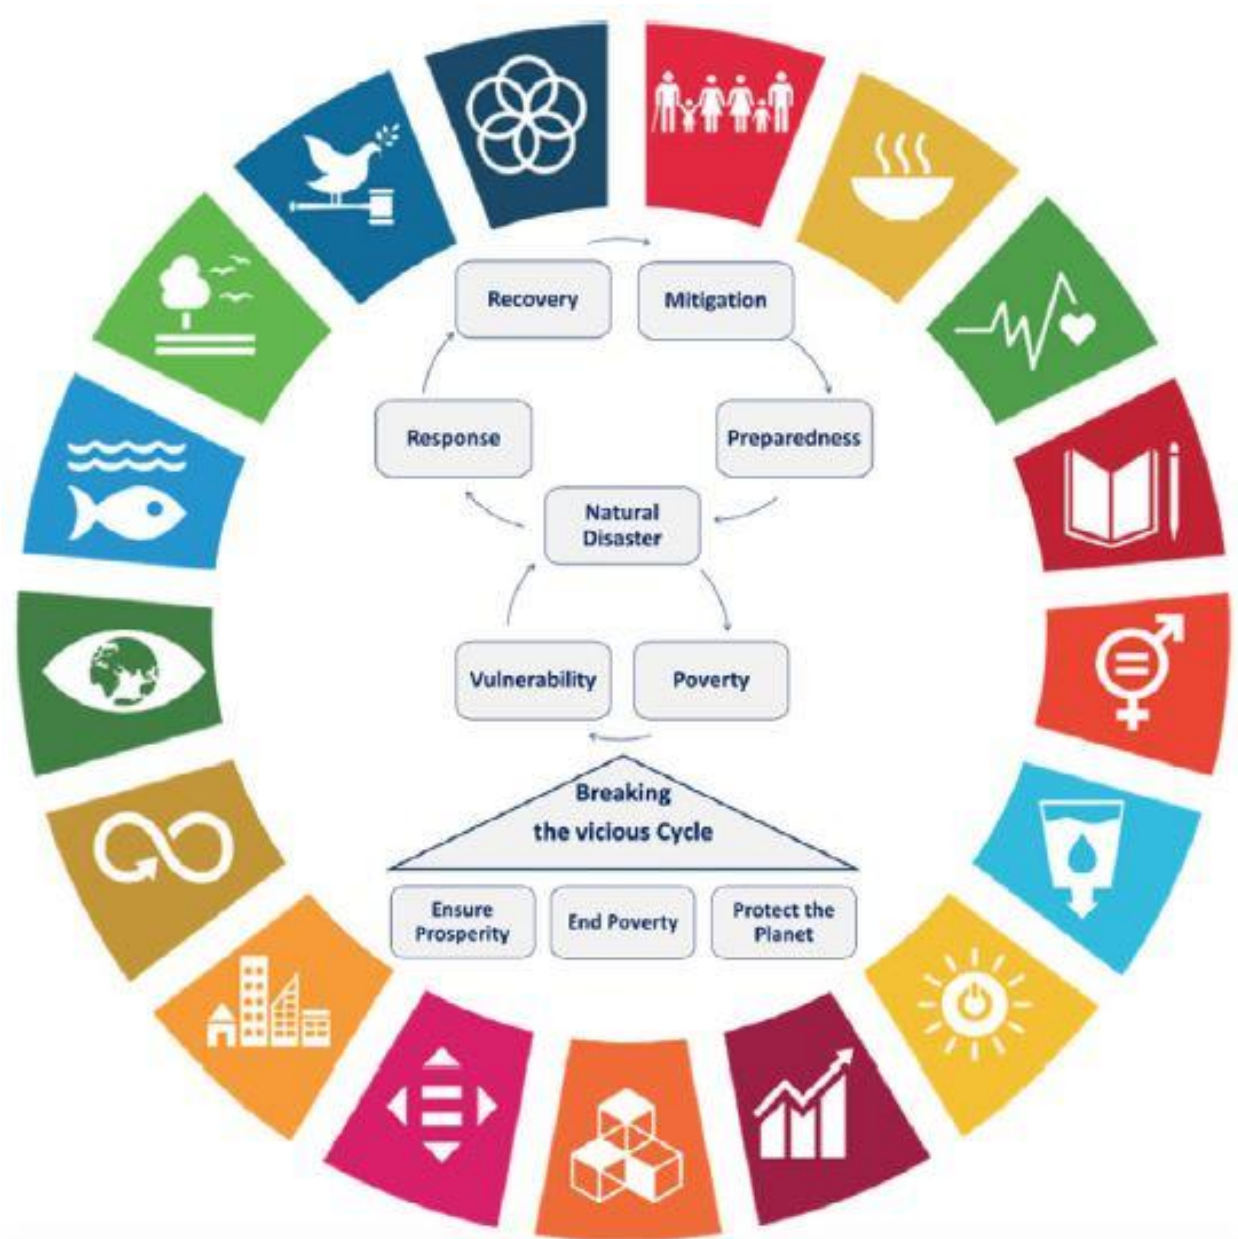 Recovery
Mitigation
Response
Preparedness
Natural
Disaster
Vulnerability
Poverty
Breaking
the vicious Cycle
Ensure
Prosperity
End Poverty
Protect the
Planet